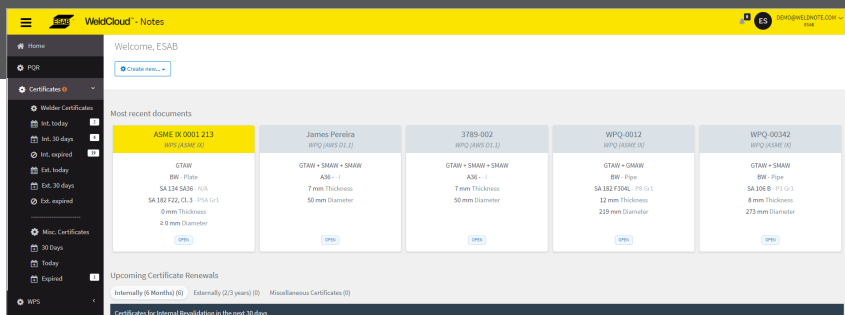 ESAB WeldCloud™ - Notes
ES
DEMO@WELDNOTE.COM
ESAB
Home
PQR
Certificates
Welder Certificates
Int. today
Int. 30 days
Int. expired
Ext. today
Ext. 30 days
Ext. expired
------------------------
Misc. Certificates
30 Days
Today
Expired 1
WPS
Welcome, ESAB
Create new...
Most recent documents
ASME IX 0001 213
WPS (ASME IX)
GTAW
BW - Plate
SA 134 SA36 - N/A
SA 182 F22, Cl. 3 - P5A Gr1
0 mm Thickness
≥ 0 mm Diameter
OPEN
James Pereira
WPQ (AWS D1.1)
GTAW + SMAW + SMAW
A36 - I
7 mm Thickness
50 mm Diameter
OPEN
3789-002
WPQ (AWS D1.1)
GTAW + SMAW + SMAW
A36 - I
7 mm Thickness
50 mm Diameter
OPEN
WPQ-0012
WPQ (ASME IX)
GTAW + GMAW
BW - Pipe
SA 182 F304L - P8 Gr1
12 mm Thickness
219 mm Diameter
OPEN
WPQ-00342
WPQ (ASME IX)
GTAW + SMAW
BW - Pipe
SA 106 B - P1 Gr1
8 mm Thickness
273 mm Diameter
OPEN
Upcoming Certificate Renewals
Internally (6 Months) (6) Externally (2/3 years) (0) Miscellaneous Certificates (0)
Certificates for Internal Revalidation in the next 30 days